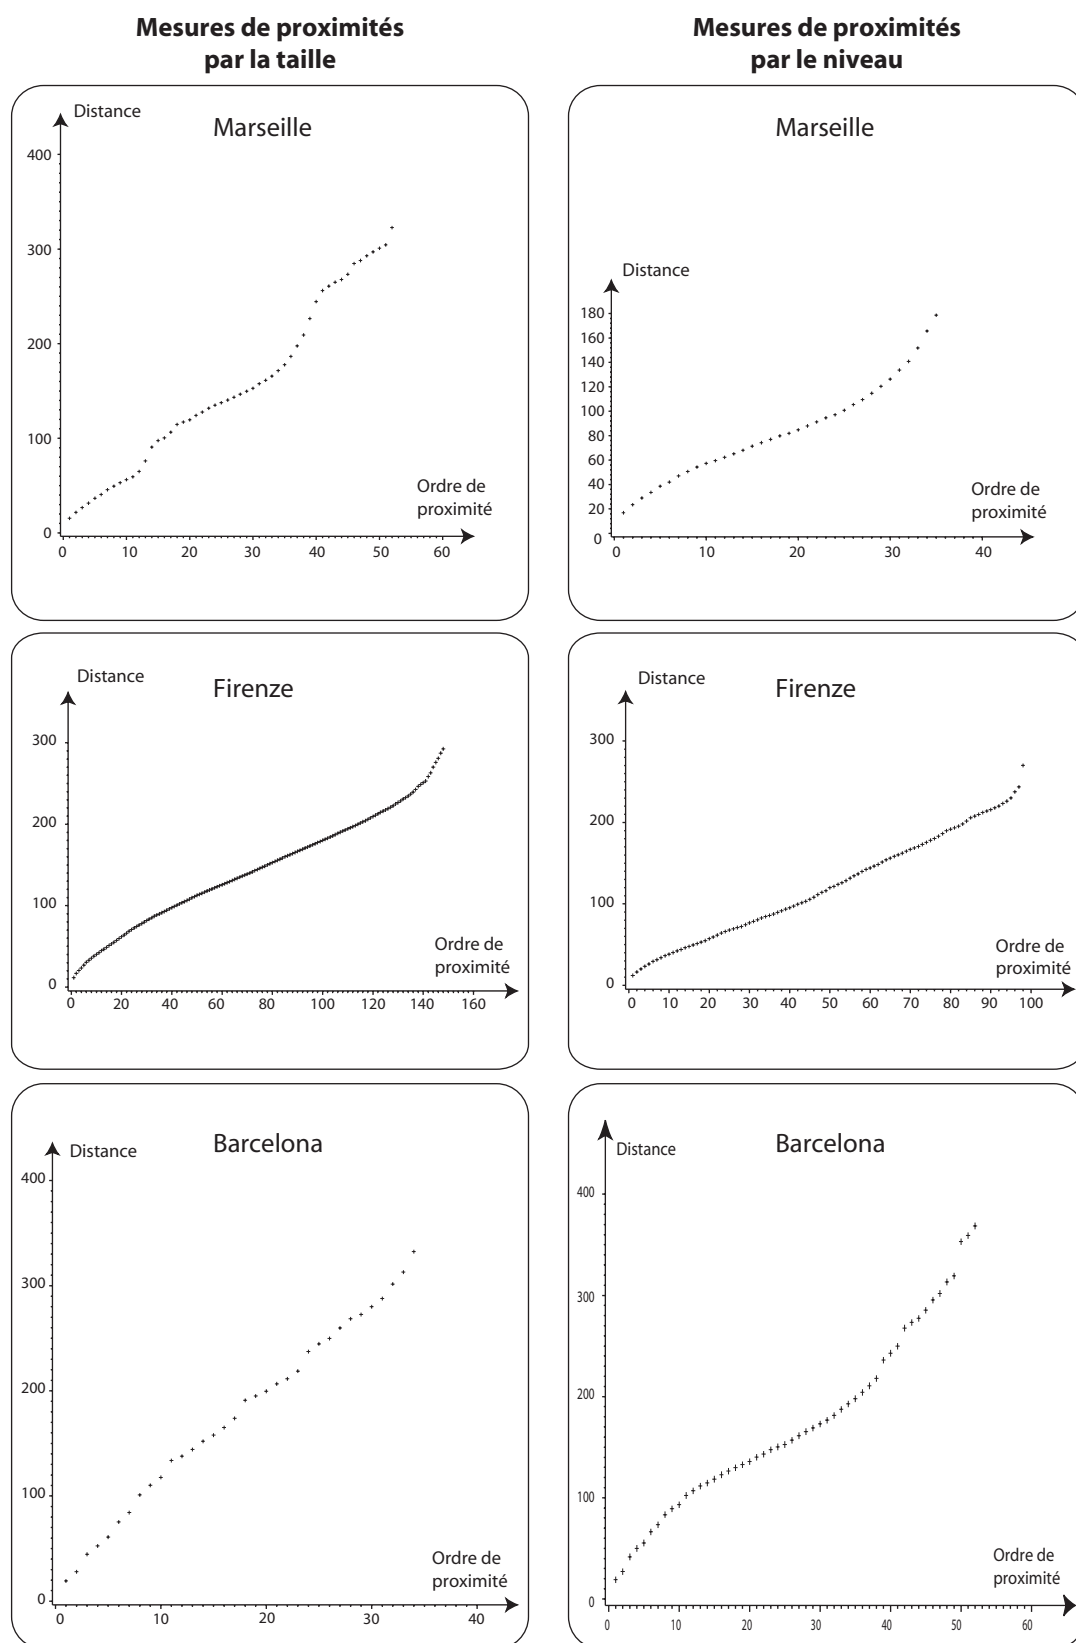 Mesures de proximités
par la taille
Mesures de proximités
par le niveau
Distance
Marseille
400
300
200
100
0
Ordre de
proximité
0 10 20 30 40 50 60
Marseille
Distance
180
160
140
120
100
80
60
40
20
0
Ordre de
proximité
0 10 20 30 40
Distance
Firenze
300
200
100
0
Ordre de
proximité
0 20 40 60 80 100 120 140 160
Distance
Firenze
300
200
100
0
Ordre de
proximité
0 10 20 30 40 50 60 70 80 90 100
Distance
Barcelona
400
300
200
100
0
Ordre de
proximité
0 10 20 30 40
Distance
Barcelona
400
300
200
100
0
Ordre de
proximité
0 10 20 30 40 50 60